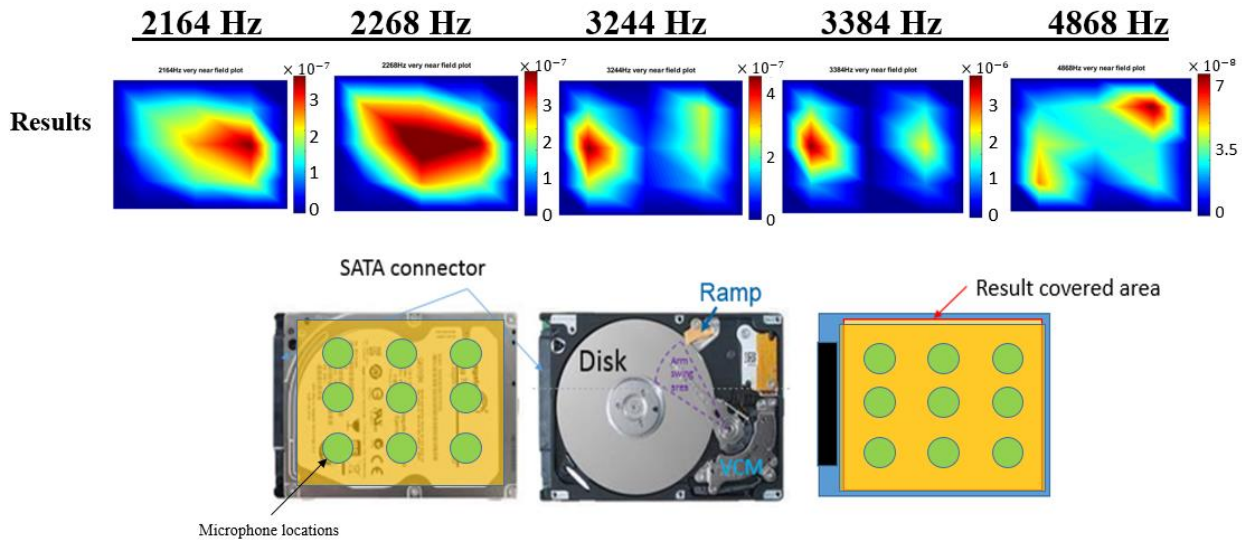 2164 Hz 2268 Hz 3244 Hz 3384 Hz 4868 Hz
2164Hz very near field plot × 10⁻⁷ 2268Hz very near field plot × 10⁻⁷ 3244Hz very near field plot × 10⁻⁷ 3384Hz very near field plot × 10⁻⁶ 4868Hz very near field plot × 10⁻⁸
Results
3 3 4 2 7
2 2 2 1 3.5
1 1 0 0 0
0 0
SATA connector
Ramp
Result covered area
Disk
Arm swing area
VCM
Microphone locations